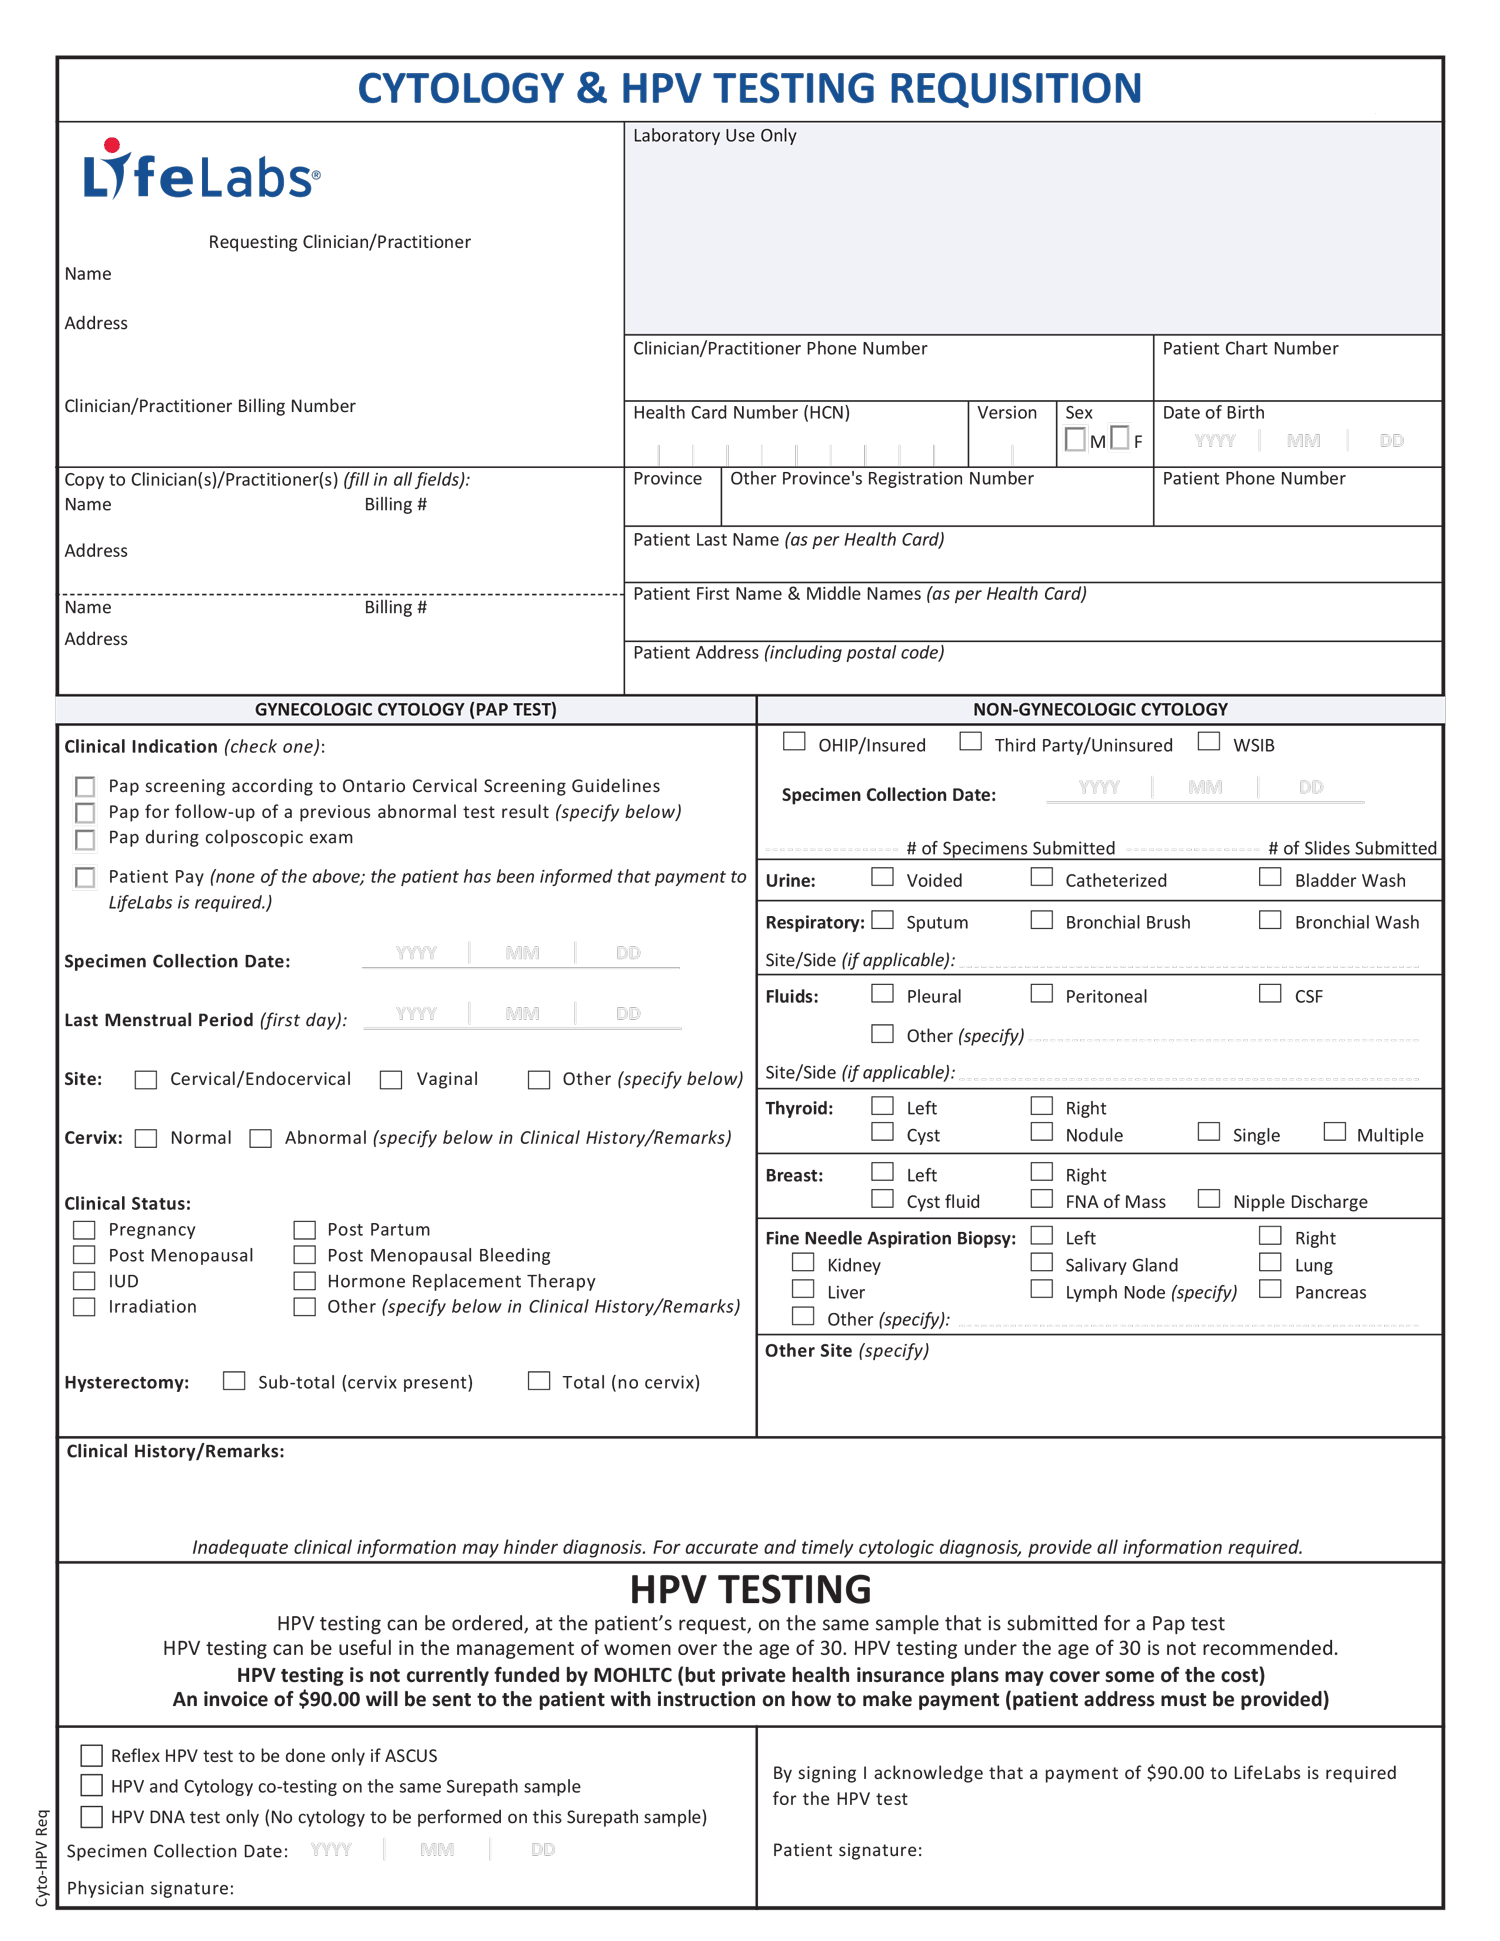 CYTOLOGY & HPV TESTING REQUISITION
LifeLabs®
Requesting Clinician/Practitioner
Name
Address
Clinician/Practitioner Billing Number
Laboratory Use Only
Clinician/Practitioner Phone Number
Patient Chart Number
Health Card Number (HCN)
Version
Sex
M F
Date of Birth
YYYY MM DD
Copy to Clinician(s)/Practitioner(s) (fill in all fields):
Name Billing #
Address
Name Billing #
Address
Province
Other Province's Registration Number
Patient Phone Number
Patient Last Name (as per Health Card)
Patient First Name & Middle Names (as per Health Card)
Patient Address (including postal code)
GYNECOLOGIC CYTOLOGY (PAP TEST)
Clinical Indication (check one):
Pap screening according to Ontario Cervical Screening Guidelines
Pap for follow-up of a previous abnormal test result (specify below)
Pap during colposcopic exam
Patient Pay (none of the above; the patient has been informed that payment to
LifeLabs is required.)
Specimen Collection Date: YYYY MM DD
Last Menstrual Period (first day): YYYY MM DD
Site: Cervical/Endocervical Vaginal Other (specify below)
Cervix: Normal Abnormal (specify below in Clinical History/Remarks)
Clinical Status:
Pregnancy Post Partum
Post Menopausal Post Menopausal Bleeding
IUD Hormone Replacement Therapy
Irradiation Other (specify below in Clinical History/Remarks)
Hysterectomy: Sub-total (cervix present) Total (no cervix)
NON-GYNECOLOGIC CYTOLOGY
OHIP/Insured Third Party/Uninsured WSIB
Specimen Collection Date: YYYY MM DD
# of Specimens Submitted # of Slides Submitted
Urine: Voided Catheterized Bladder Wash
Respiratory: Sputum Bronchial Brush Bronchial Wash
Site/Side (if applicable):
Fluids: Pleural Peritoneal CSF
Other (specify)
Site/Side (if applicable):
Thyroid: Left Right
Cyst Nodule Single Multiple
Breast: Left Right
Cyst fluid FNA of Mass Nipple Discharge
Fine Needle Aspiration Biopsy: Left Right
Kidney Salivary Gland Lung
Liver Lymph Node (specify) Pancreas
Other (specify):
Other Site (specify)
Clinical History/Remarks:
Inadequate clinical information may hinder diagnosis. For accurate and timely cytologic diagnosis, provide all information required.
HPV TESTING
HPV testing can be ordered, at the patient’s request, on the same sample that is submitted for a Pap test
HPV testing can be useful in the management of women over the age of 30. HPV testing under the age of 30 is not recommended.
HPV testing is not currently funded by MOHLTC (but private health insurance plans may cover some of the cost)
An invoice of $90.00 will be sent to the patient with instruction on how to make payment (patient address must be provided)
Reflex HPV test to be done only if ASCUS
HPV and Cytology co-testing on the same Surepath sample
HPV DNA test only (No cytology to be performed on this Surepath sample)
Specimen Collection Date: YYYY MM DD
Physician signature:
By signing I acknowledge that a payment of $90.00 to LifeLabs is required
for the HPV test
Patient signature:
Cyto-HPV Req